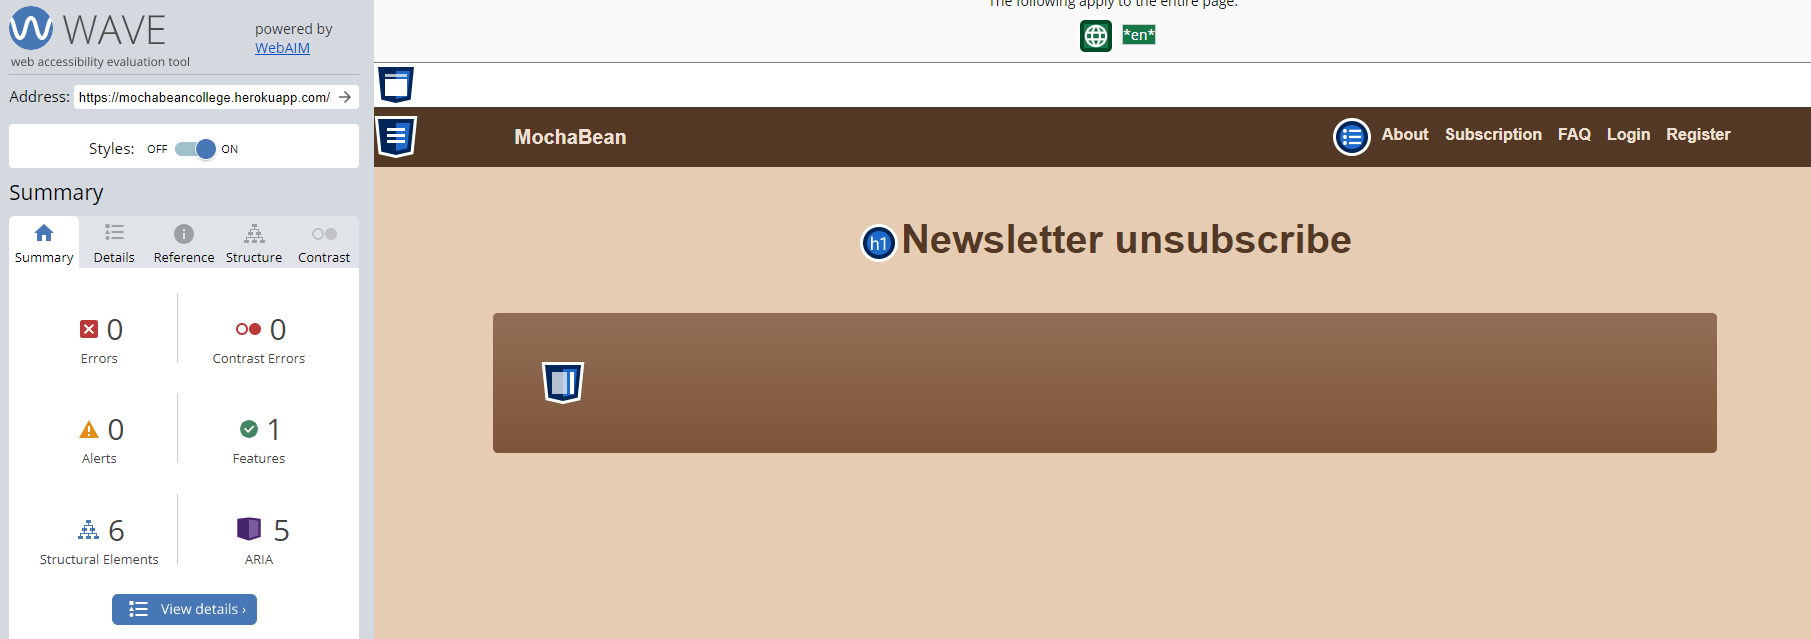 WAVE
powered by
WebAIM
web accessibility evaluation tool
Address: https://mochabeancollege.herokuapp.com/
Styles: OFF ON
Summary
Summary Details Reference Structure Contrast
0 0
Errors Contrast Errors
0 1
Alerts Features
6 5
Structural Elements ARIA
View details ›
The following apply to the entire page:
*en*
MochaBean About Subscription FAQ Login Register
h1 Newsletter unsubscribe